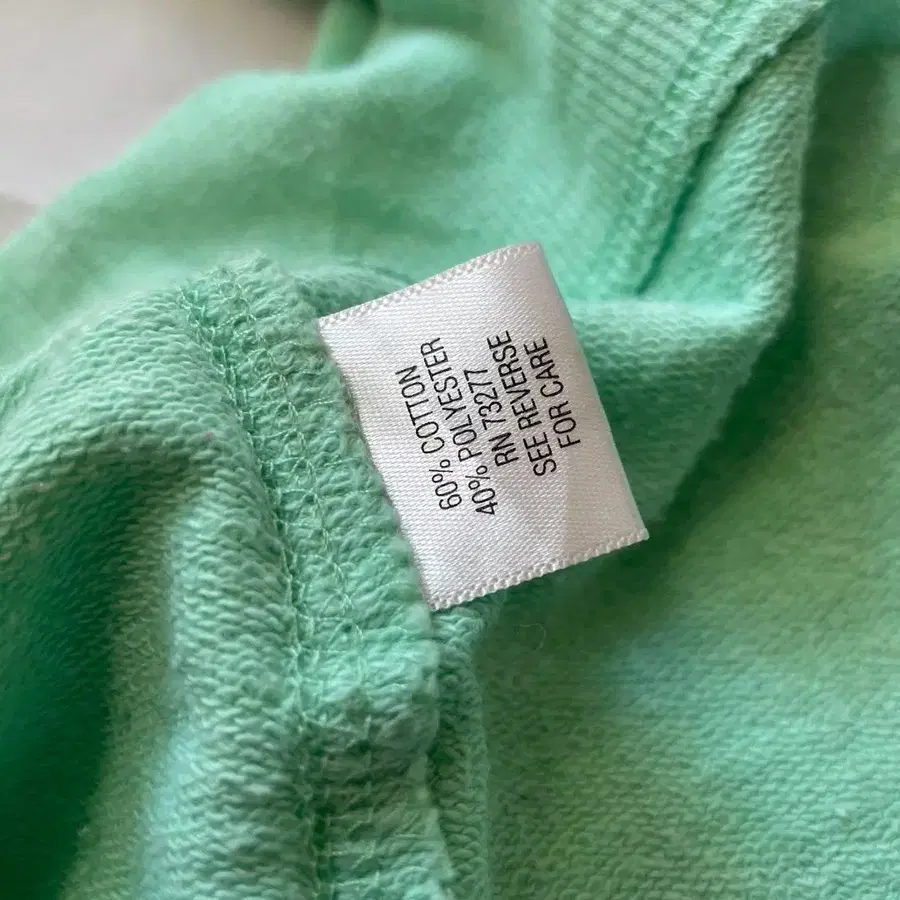 60% COTTON
40% POLYESTER
RN 73277
SEE REVERSE
FOR CARE